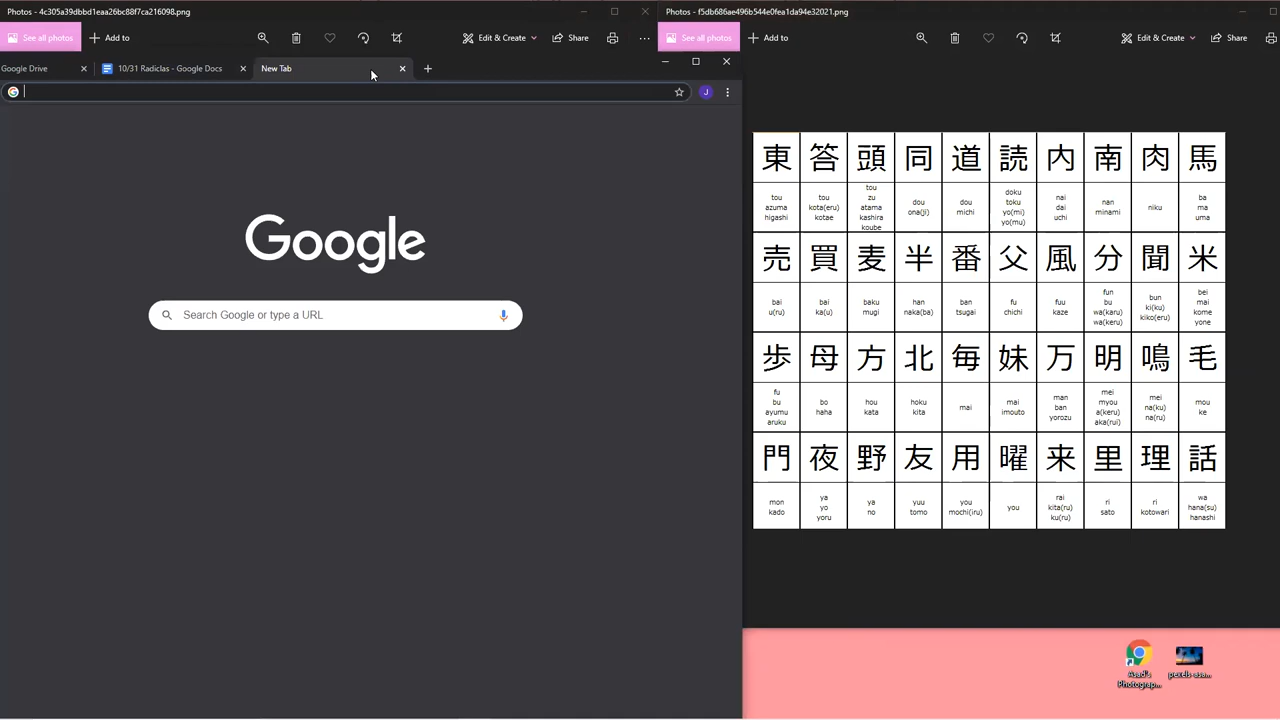 Photos - 4c305a39dbbd1eaa26bc88f7ca216098.png
Photos - f5db686ae496b544e0fea1da94e32021.png
See all photos
Add to
Edit & Create
Share
See all photos
Add to
Edit & Create
Share
Google Drive
10/31 Radiclas - Google Docs
New Tab
J
Google
Search Google or type a URL
東 答 頭 同 道 読 内 南 肉 馬
tou azuma higashi
tou kota(eru) kotae
tou zu atama kashira koube
dou ona(ji)
dou michi
doku toku yo(mi) yo(mu)
nai dai uchi
nan minami
niku
ba ma uma
売 買 麦 半 番 父 風 分 聞 米
bai u(ru)
bai ka(u)
baku mugi
han naka(ba)
ban tsugai
fu chichi
fuu kaze
fun bu wa(karu) wa(keru)
bun ki(ku) kiko(eru)
bei mai kome yone
歩 母 方 北 毎 妹 万 明 鳴 毛
fu bu ayumu aruku
bo haha
hou kata
hoku kita
mai
mai imouto
man ban yorozu
mei myou a(keru) aka(rui)
mei na(ku) na(ru)
mou ke
門 夜 野 友 用 曜 来 里 理 話
mon kado
ya yo yoru
ya no
yuu tomo
you mochi(iru)
you
rai kita(ru) ku(ru)
ri sato
ri kotowari
wa hana(su) hanashi
Asad's Photograp...
pexels-asa...